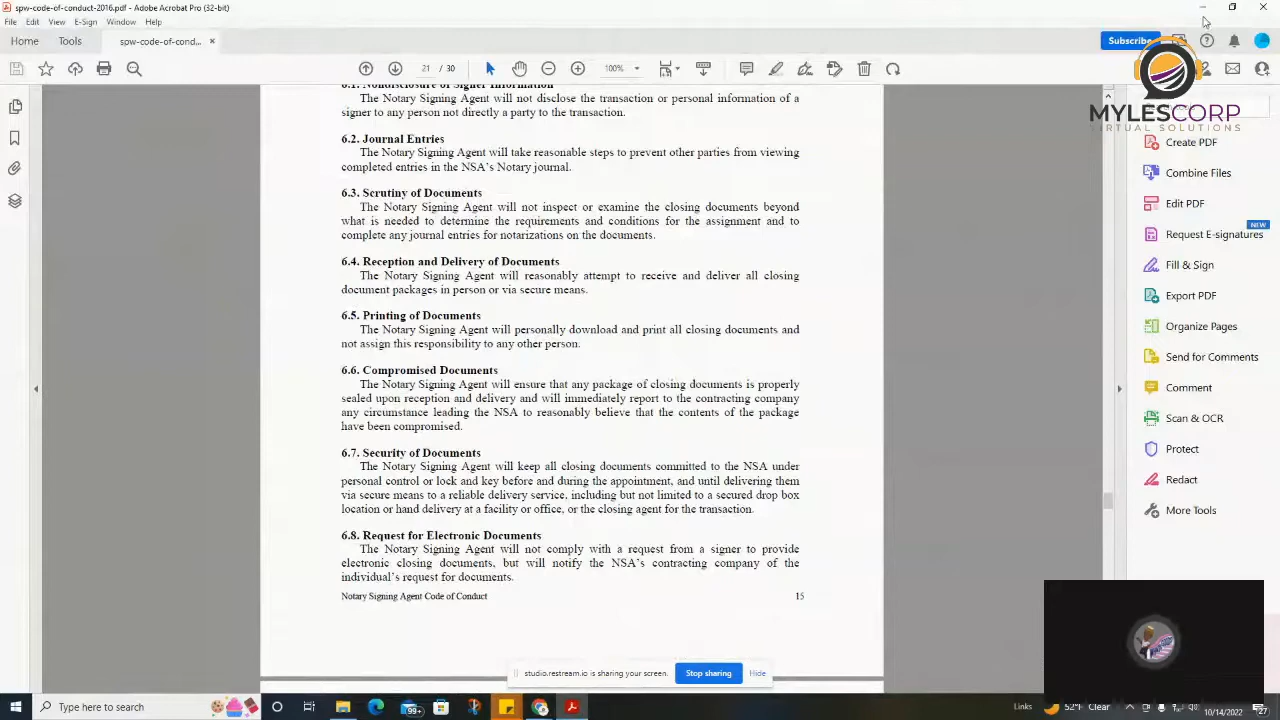 spw-code-of-conduct-2016.pdf - Adobe Acrobat Pro (32-bit)
File Edit View E-Sign Window Help
Home Tools spw-code-of-cond... × Subscribe
21 / 30 100%
MYLESCORP
VIRTUAL SOLUTIONS
6.1. Nondisclosure of Signer Information
The Notary Signing Agent will not disclose the transaction or personal information of a
signer to any person not directly a party to the transaction.
6.2. Journal Entries
The Notary Signing Agent will take reasonable steps to prevent other parties from viewing
completed entries in the NSA's Notary journal.
6.3. Scrutiny of Documents
The Notary Signing Agent will not inspect or examine the closing documents beyond
what is needed to determine the requirements and conditions for the assignment and to
complete any journal entries for notarizations on the documents.
6.4. Reception and Delivery of Documents
The Notary Signing Agent will reasonably attempt to receive and deliver all closing
document packages in person or via secure means.
6.5. Printing of Documents
The Notary Signing Agent will personally download and print all closing documents and
not assign this responsibility to any other person.
6.6. Compromised Documents
The Notary Signing Agent will ensure that any package of closing documents is properly
sealed upon reception and delivery and will immediately report to the contracting company
any circumstance leading the NSA to reasonably believe that the contents of the package
have been compromised.
6.7. Security of Documents
The Notary Signing Agent will keep all closing documents committed to the NSA under
personal control or lock and key before and during the appointment, and until delivering them
via secure means to a reliable delivery service, including but not limited to a secured drop box
location or hand delivery at a facility or office, or the closing agent for the transaction.
6.8. Request for Electronic Documents
The Notary Signing Agent will not comply with a request from a signer to provide
electronic closing documents, but will notify the NSA's contracting company of the
individual's request for documents.
Notary Signing Agent Code of Conduct 15
Create PDF
Combine Files
Edit PDF
NEW
Request E-signatures
Fill & Sign
Export PDF
Organize Pages
Send for Comments
Comment
Scan & OCR
Protect
Redact
More Tools
studio.restream.io is sharing your screen. Stop sharing Hide
Type here to search 99+ Links 52° Clear
10/14/2022 27